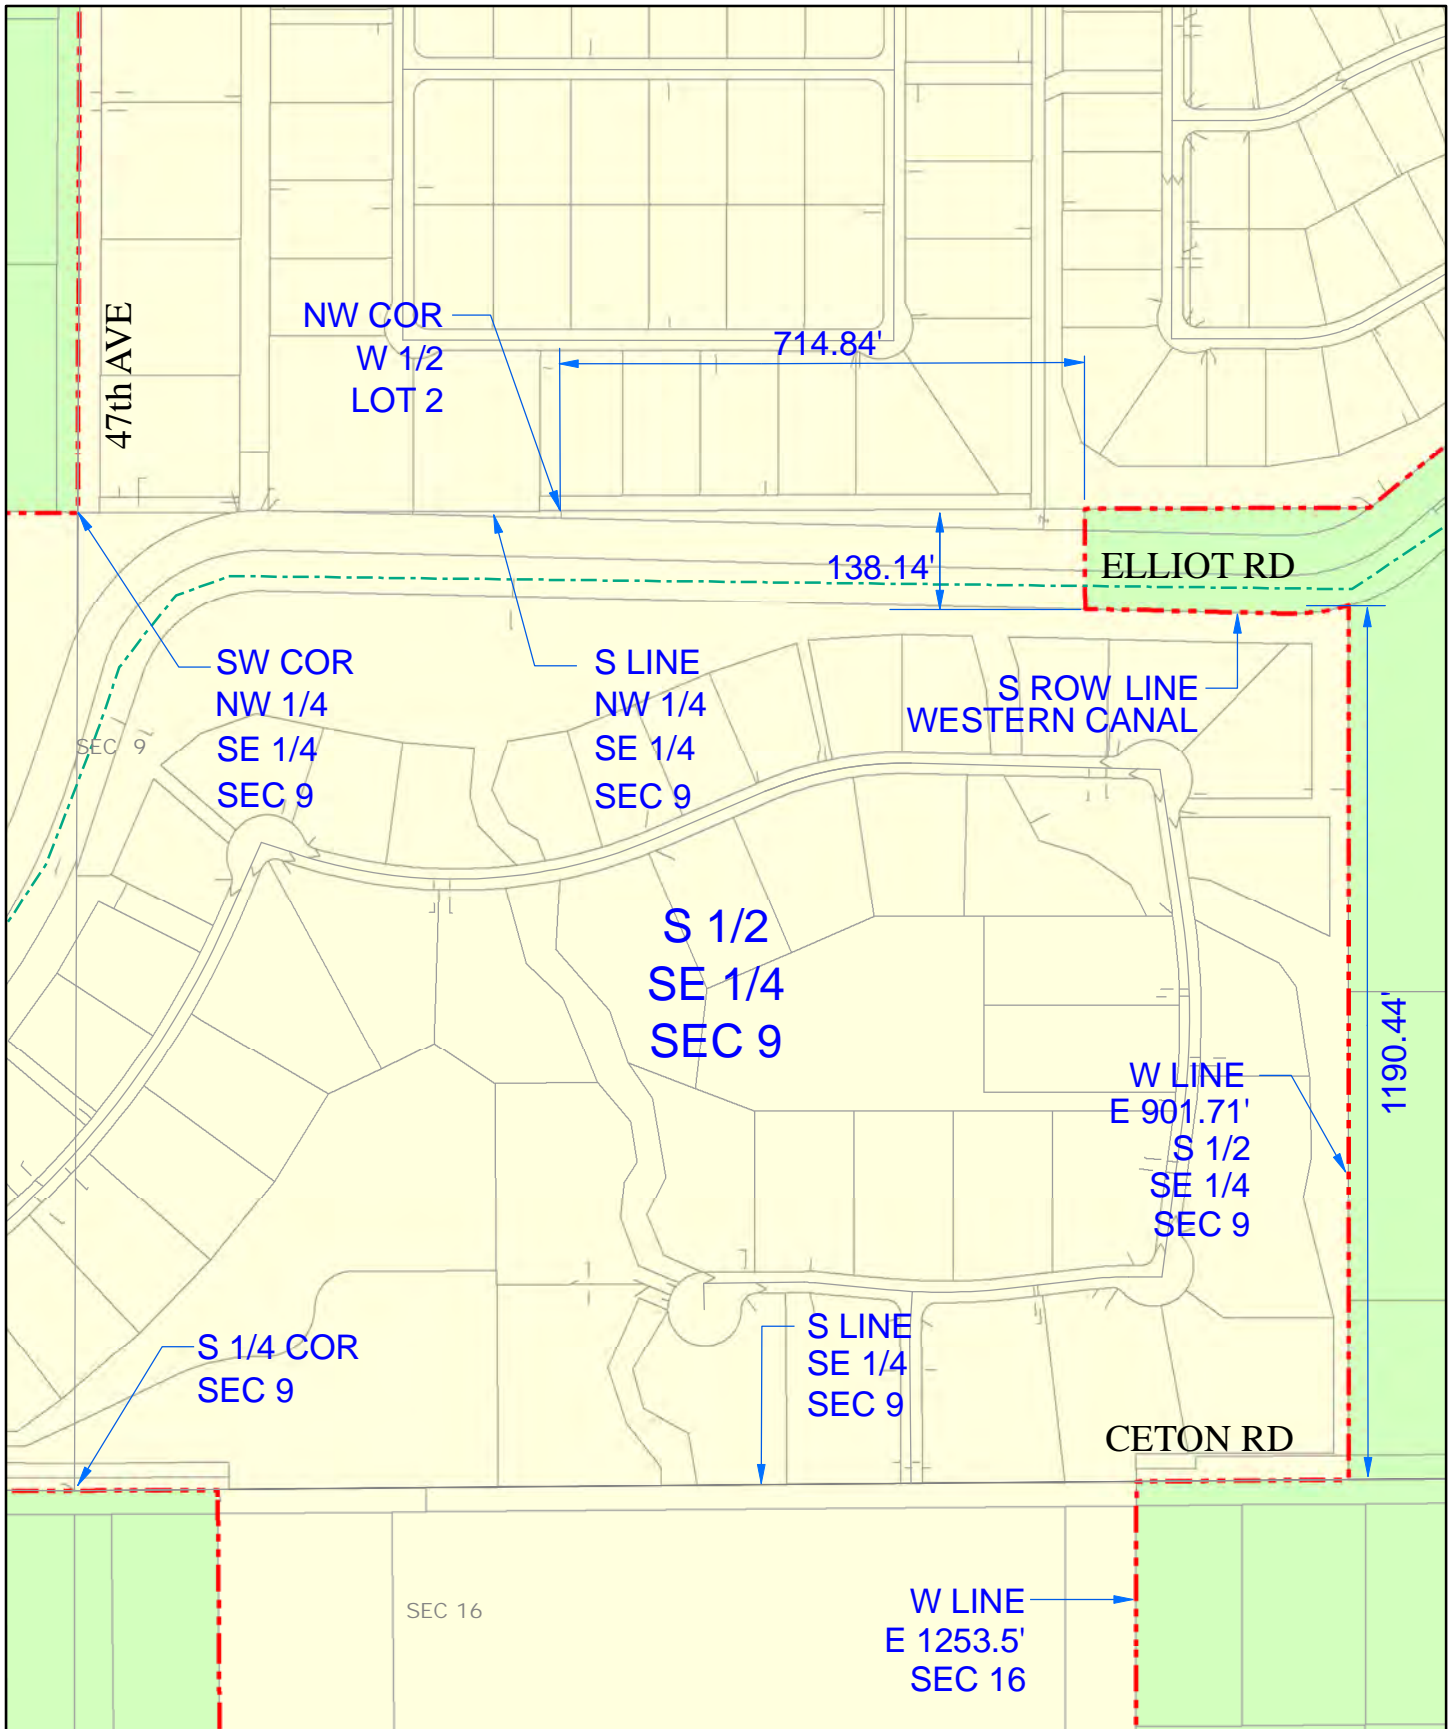 47th AVE
NW COR
W 1/2
LOT 2
714.84'
138.14'
ELLIOT RD
SW COR
NW 1/4
SE 1/4
SEC 9
S LINE
NW 1/4
SE 1/4
SEC 9
S ROW LINE
WESTERN CANAL
SEC 9
S 1/2
SE 1/4
SEC 9
W LINE
E 901.71'
S 1/2
SE 1/4
SEC 9
1190.44'
S 1/4 COR
SEC 9
S LINE
SE 1/4
SEC 9
CETON RD
SEC 16
W LINE
E 1253.5'
SEC 16